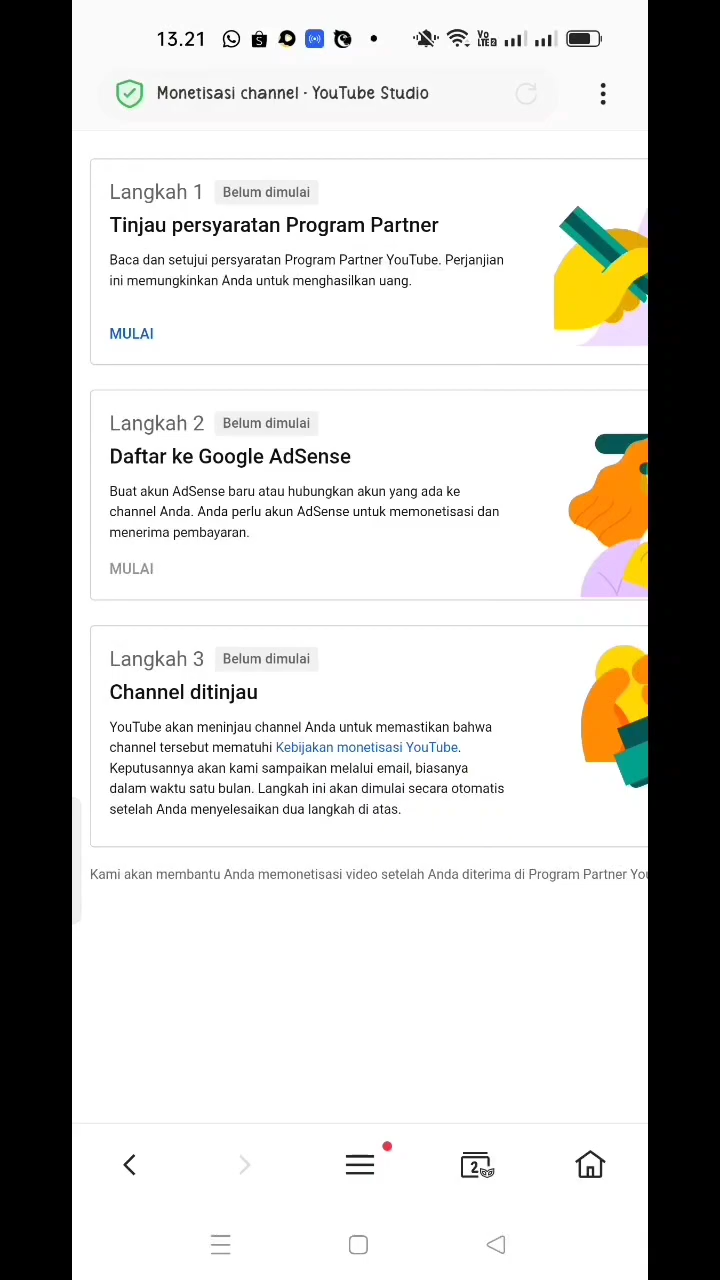 13.21
Vo
LTE2
Monetisasi channel · YouTube Studio
Langkah 1 Belum dimulai
Tinjau persyaratan Program Partner
Baca dan setujui persyaratan Program Partner YouTube. Perjanjian
ini memungkinkan Anda untuk menghasilkan uang.
MULAI
Langkah 2 Belum dimulai
Daftar ke Google AdSense
Buat akun AdSense baru atau hubungkan akun yang ada ke
channel Anda. Anda perlu akun AdSense untuk memonetisasi dan
menerima pembayaran.
MULAI
Langkah 3 Belum dimulai
Channel ditinjau
YouTube akan meninjau channel Anda untuk memastikan bahwa
channel tersebut mematuhi Kebijakan monetisasi YouTube.
Keputusannya akan kami sampaikan melalui email, biasanya
dalam waktu satu bulan. Langkah ini akan dimulai secara otomatis
setelah Anda menyelesaikan dua langkah di atas.
Kami akan membantu Anda memonetisasi video setelah Anda diterima di Program Partner You
2